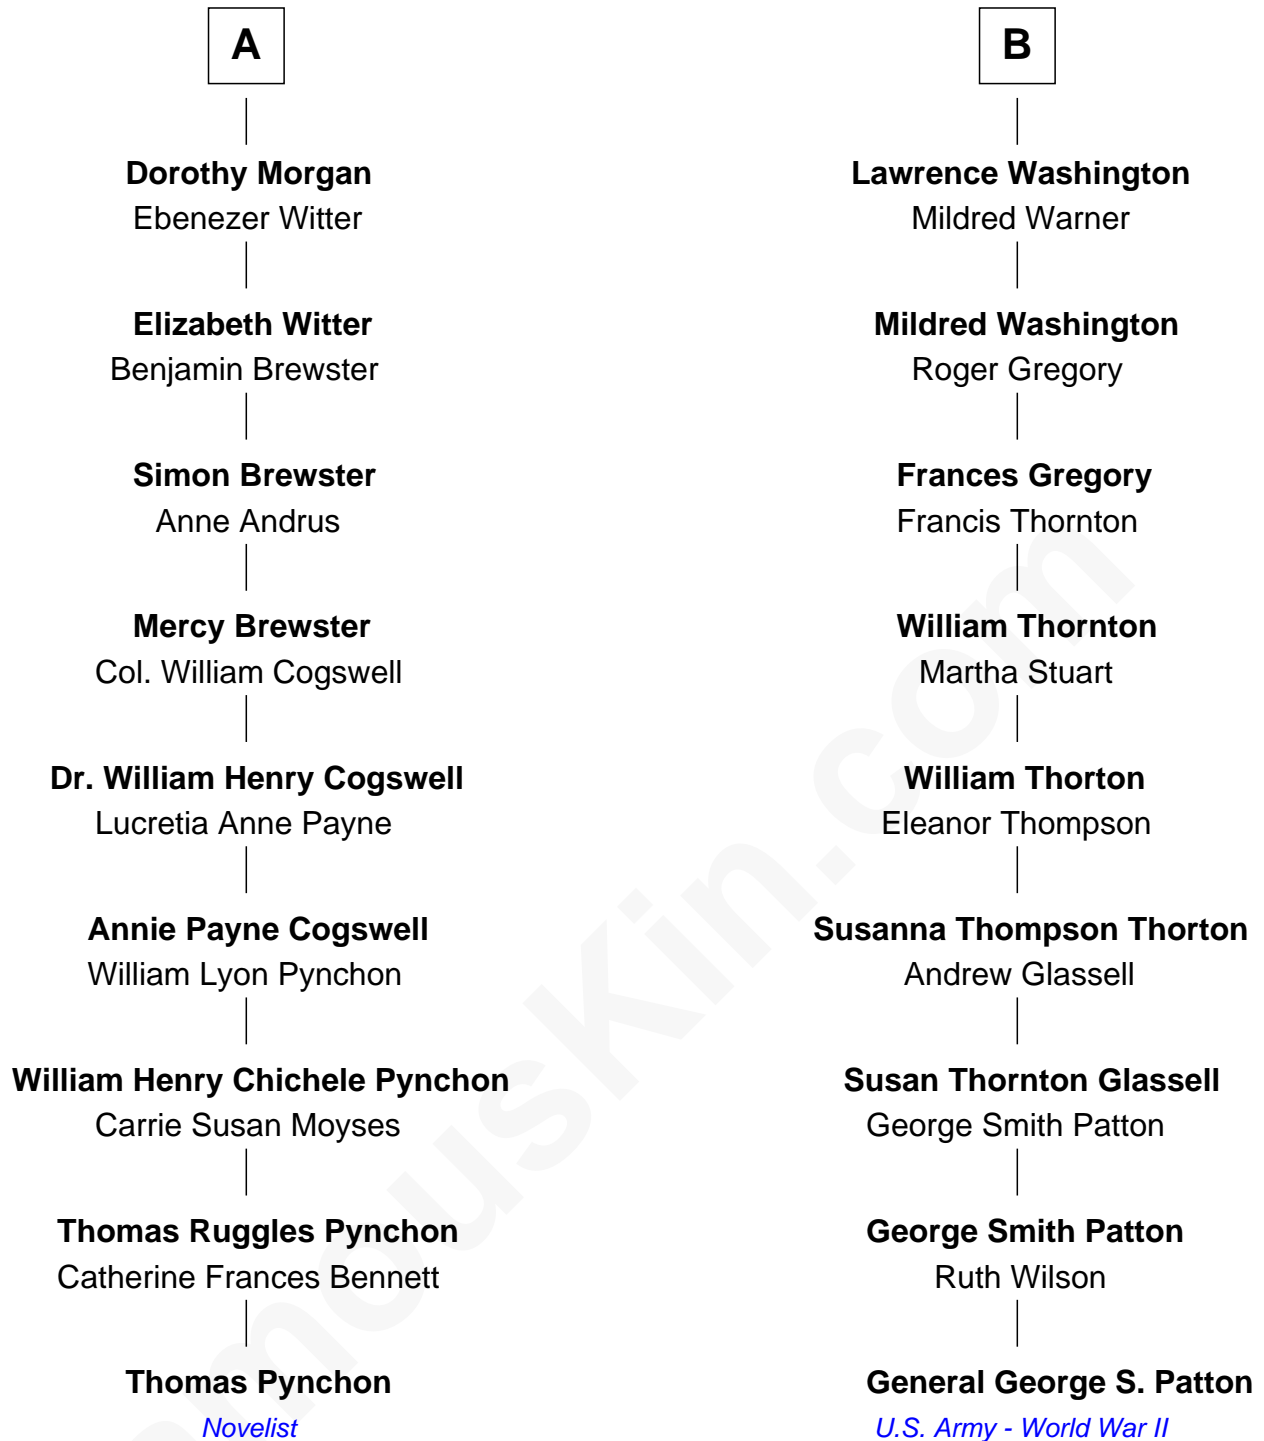 A
Dorothy Morgan
Ebenezer Witter
Elizabeth Witter
Benjamin Brewster
Simon Brewster
Anne Andrus
Mercy Brewster
Col. William Cogswell
Dr. William Henry Cogswell
Lucretia Anne Payne
Annie Payne Cogswell
William Lyon Pynchon
William Henry Chichele Pynchon
Carrie Susan Moyses
Thomas Ruggles Pynchon
Catherine Frances Bennett
Thomas Pynchon
Novelist
B
Lawrence Washington
Mildred Warner
Mildred Washington
Roger Gregory
Frances Gregory
Francis Thornton
William Thornton
Martha Stuart
William Thorton
Eleanor Thompson
Susanna Thompson Thorton
Andrew Glassell
Susan Thornton Glassell
George Smith Patton
George Smith Patton
Ruth Wilson
General George S. Patton
U.S. Army - World War II
mousKin.com